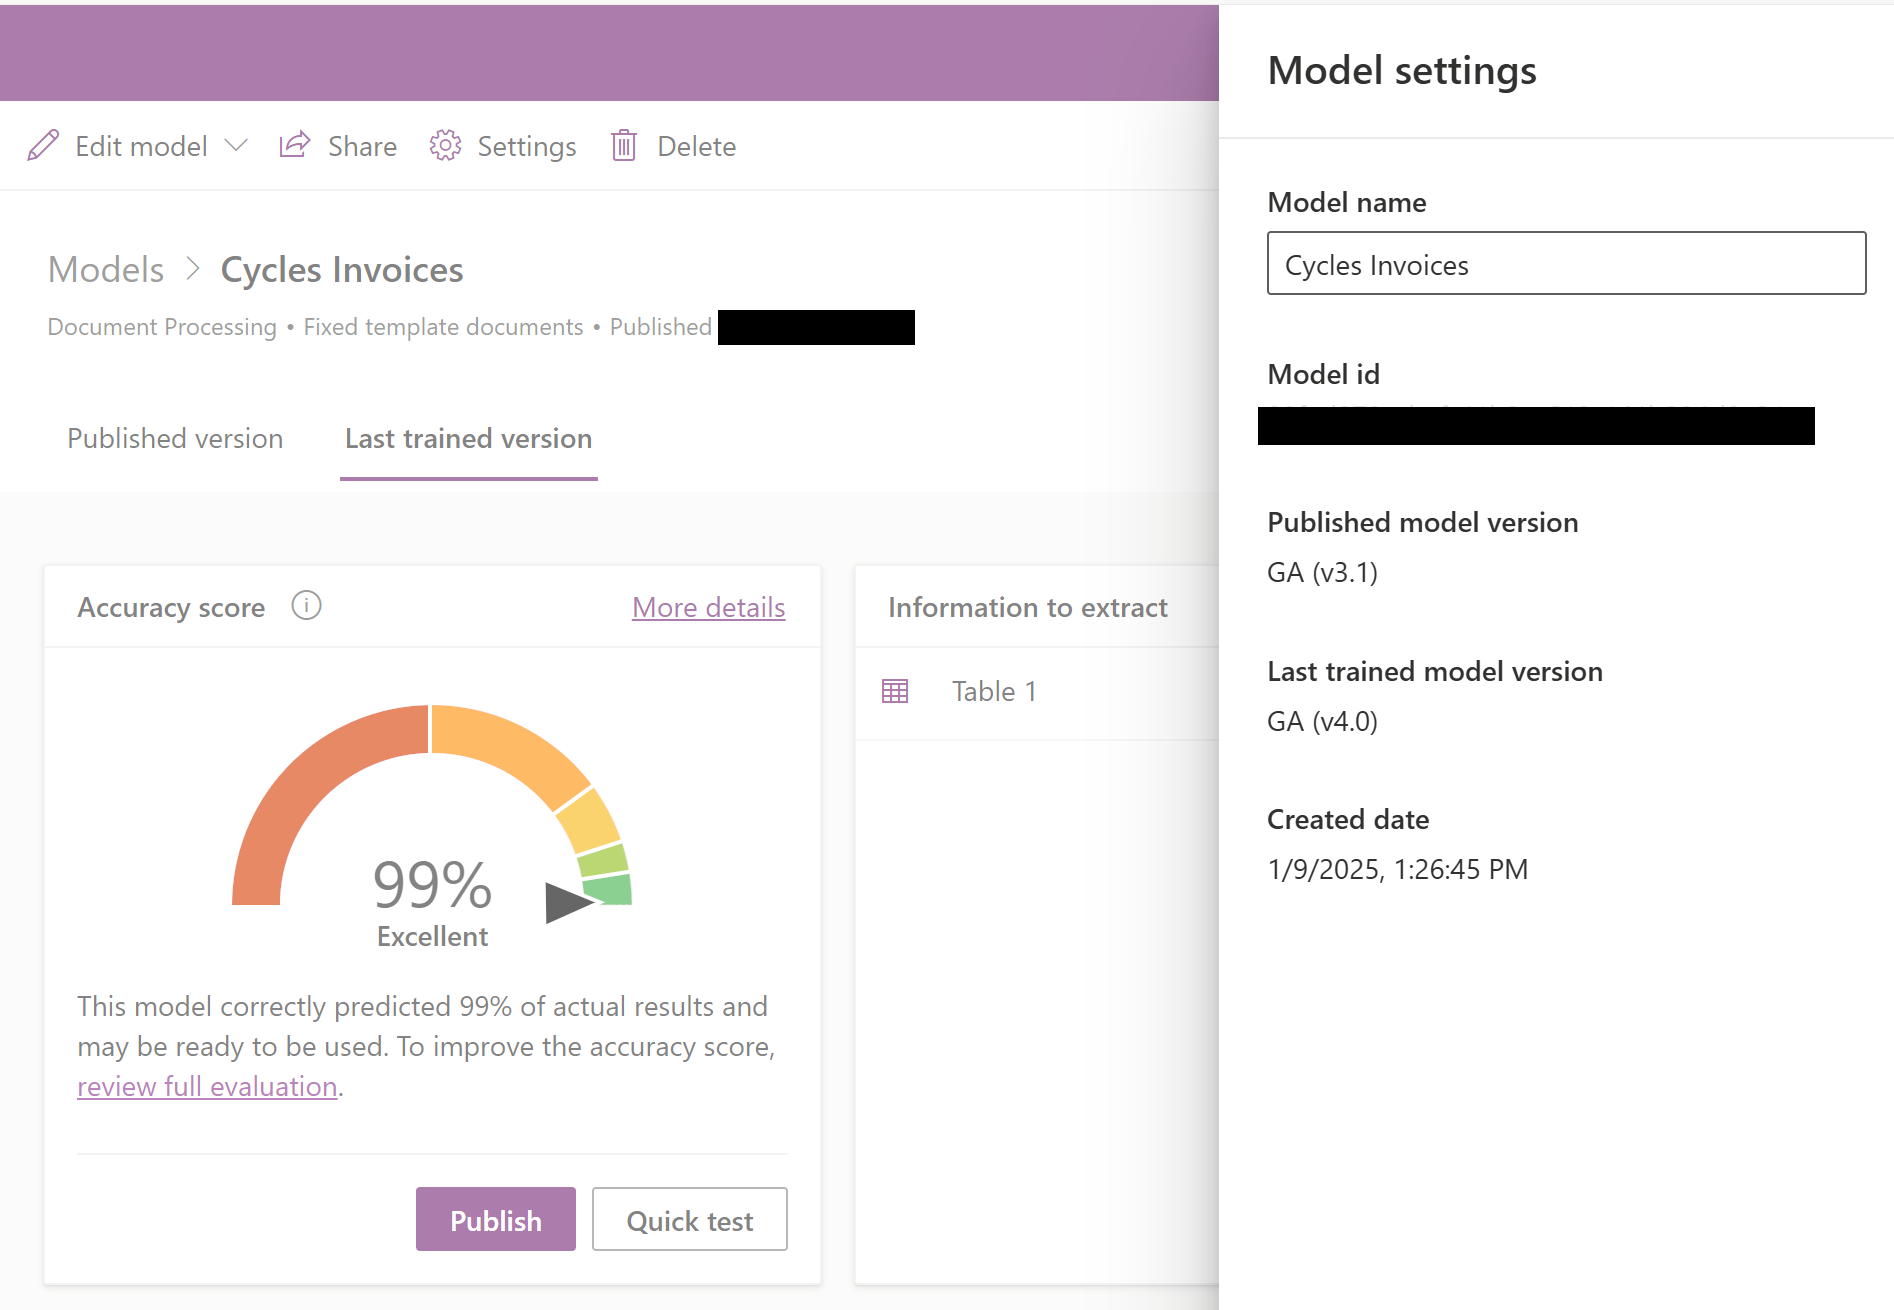 Edit model
Share
Settings
Delete
Models > Cycles Invoices
Document Processing • Fixed template documents • Published
Published version
Last trained version
Accuracy score
More details
99%
Excellent
This model correctly predicted 99% of actual results and
may be ready to be used. To improve the accuracy score,
review full evaluation.
Publish
Quick test
Information to extract
Table 1
Model settings
Model name
Cycles Invoices
Model id
Published model version
GA (v3.1)
Last trained model version
GA (v4.0)
Created date
1/9/2025, 1:26:45 PM